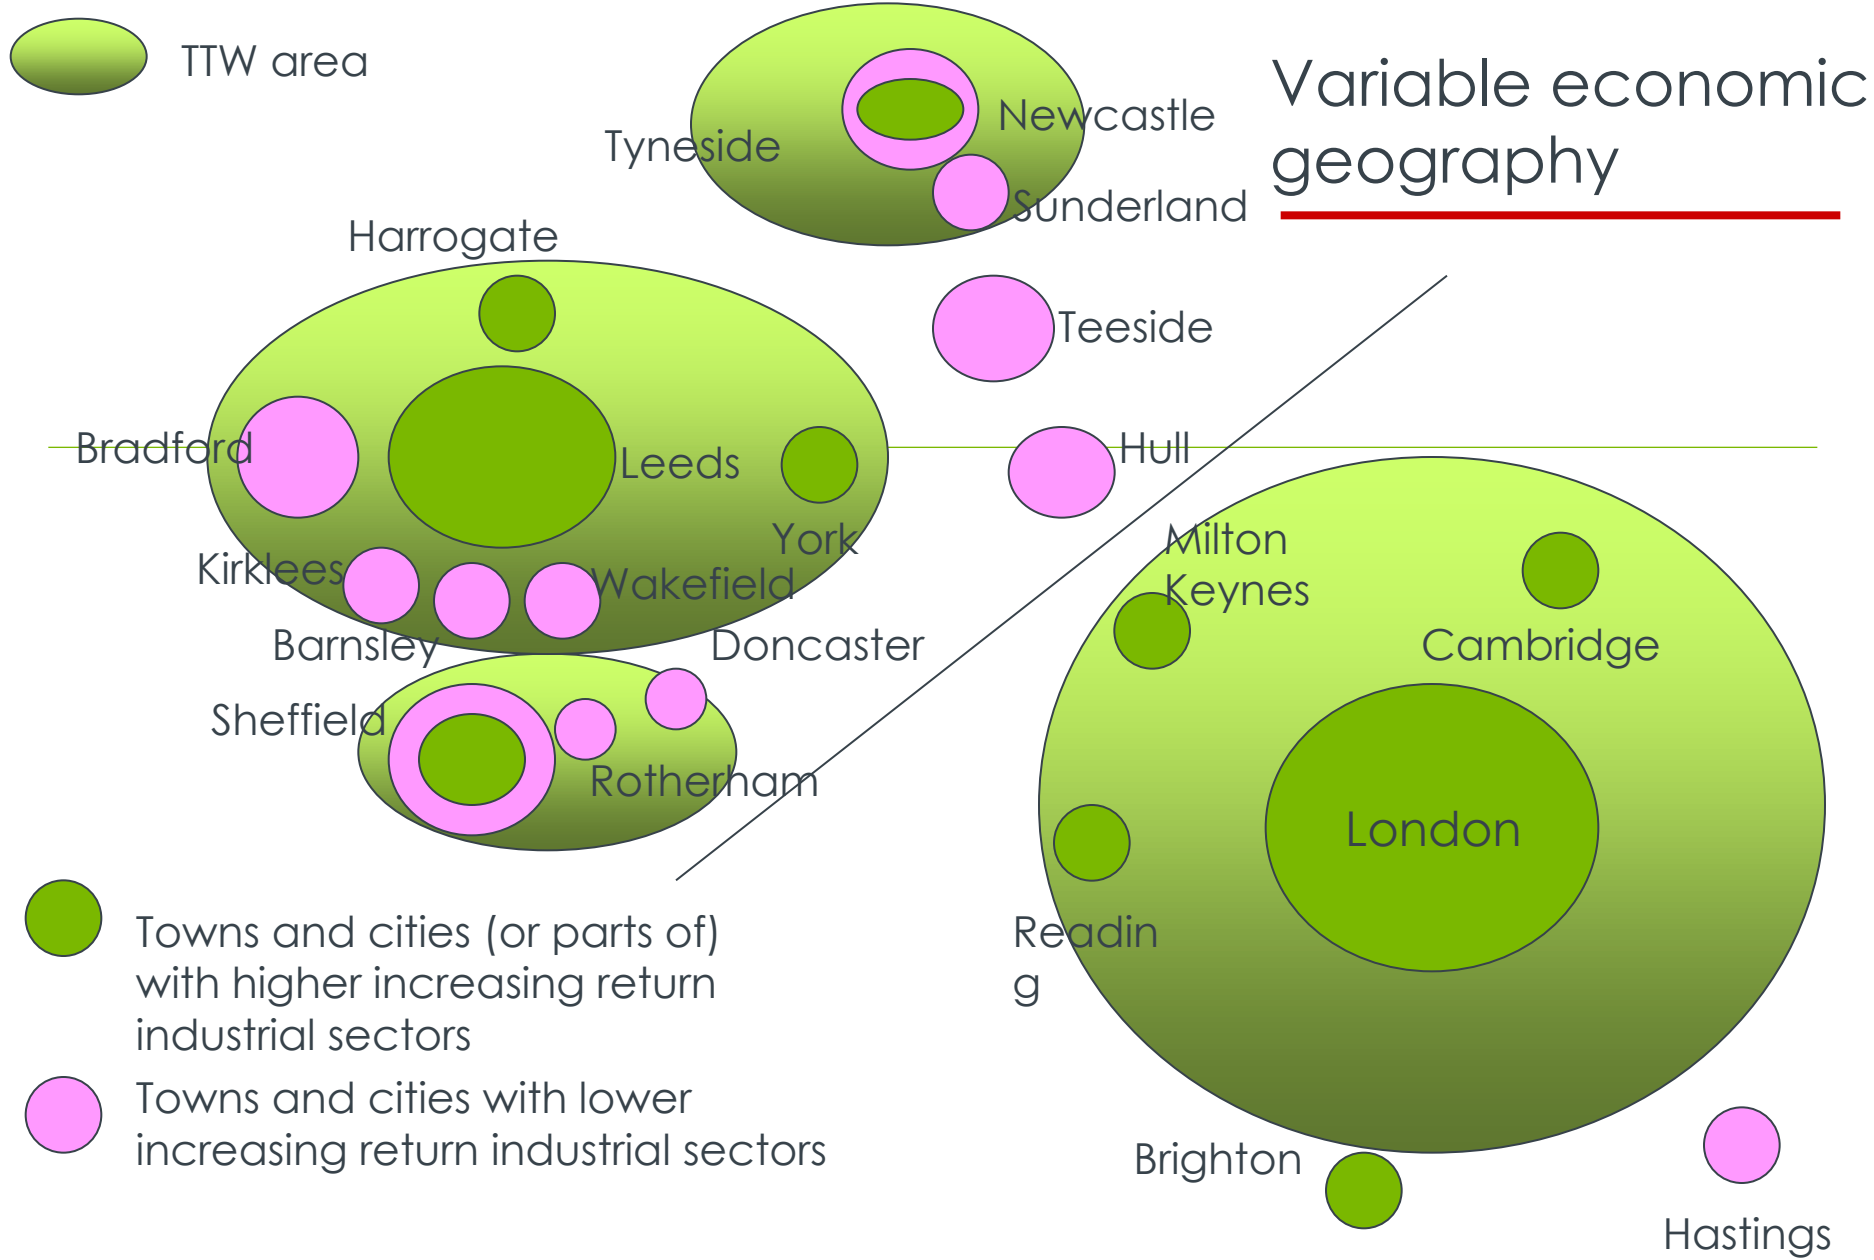 TTW area
Variable economic
geography
Newcastle
Tyneside
Sunderland
Harrogate
Teeside
Bradford
Leeds
Hull
York
Kirklees
Wakefield
Barnsley
Doncaster
Sheffield
Rotherham
Milton
Keynes
Cambridge
London
Readin
g
Towns and cities (or parts of)
with higher increasing return
industrial sectors
Towns and cities with lower
increasing return industrial sectors
Brighton
Hastings